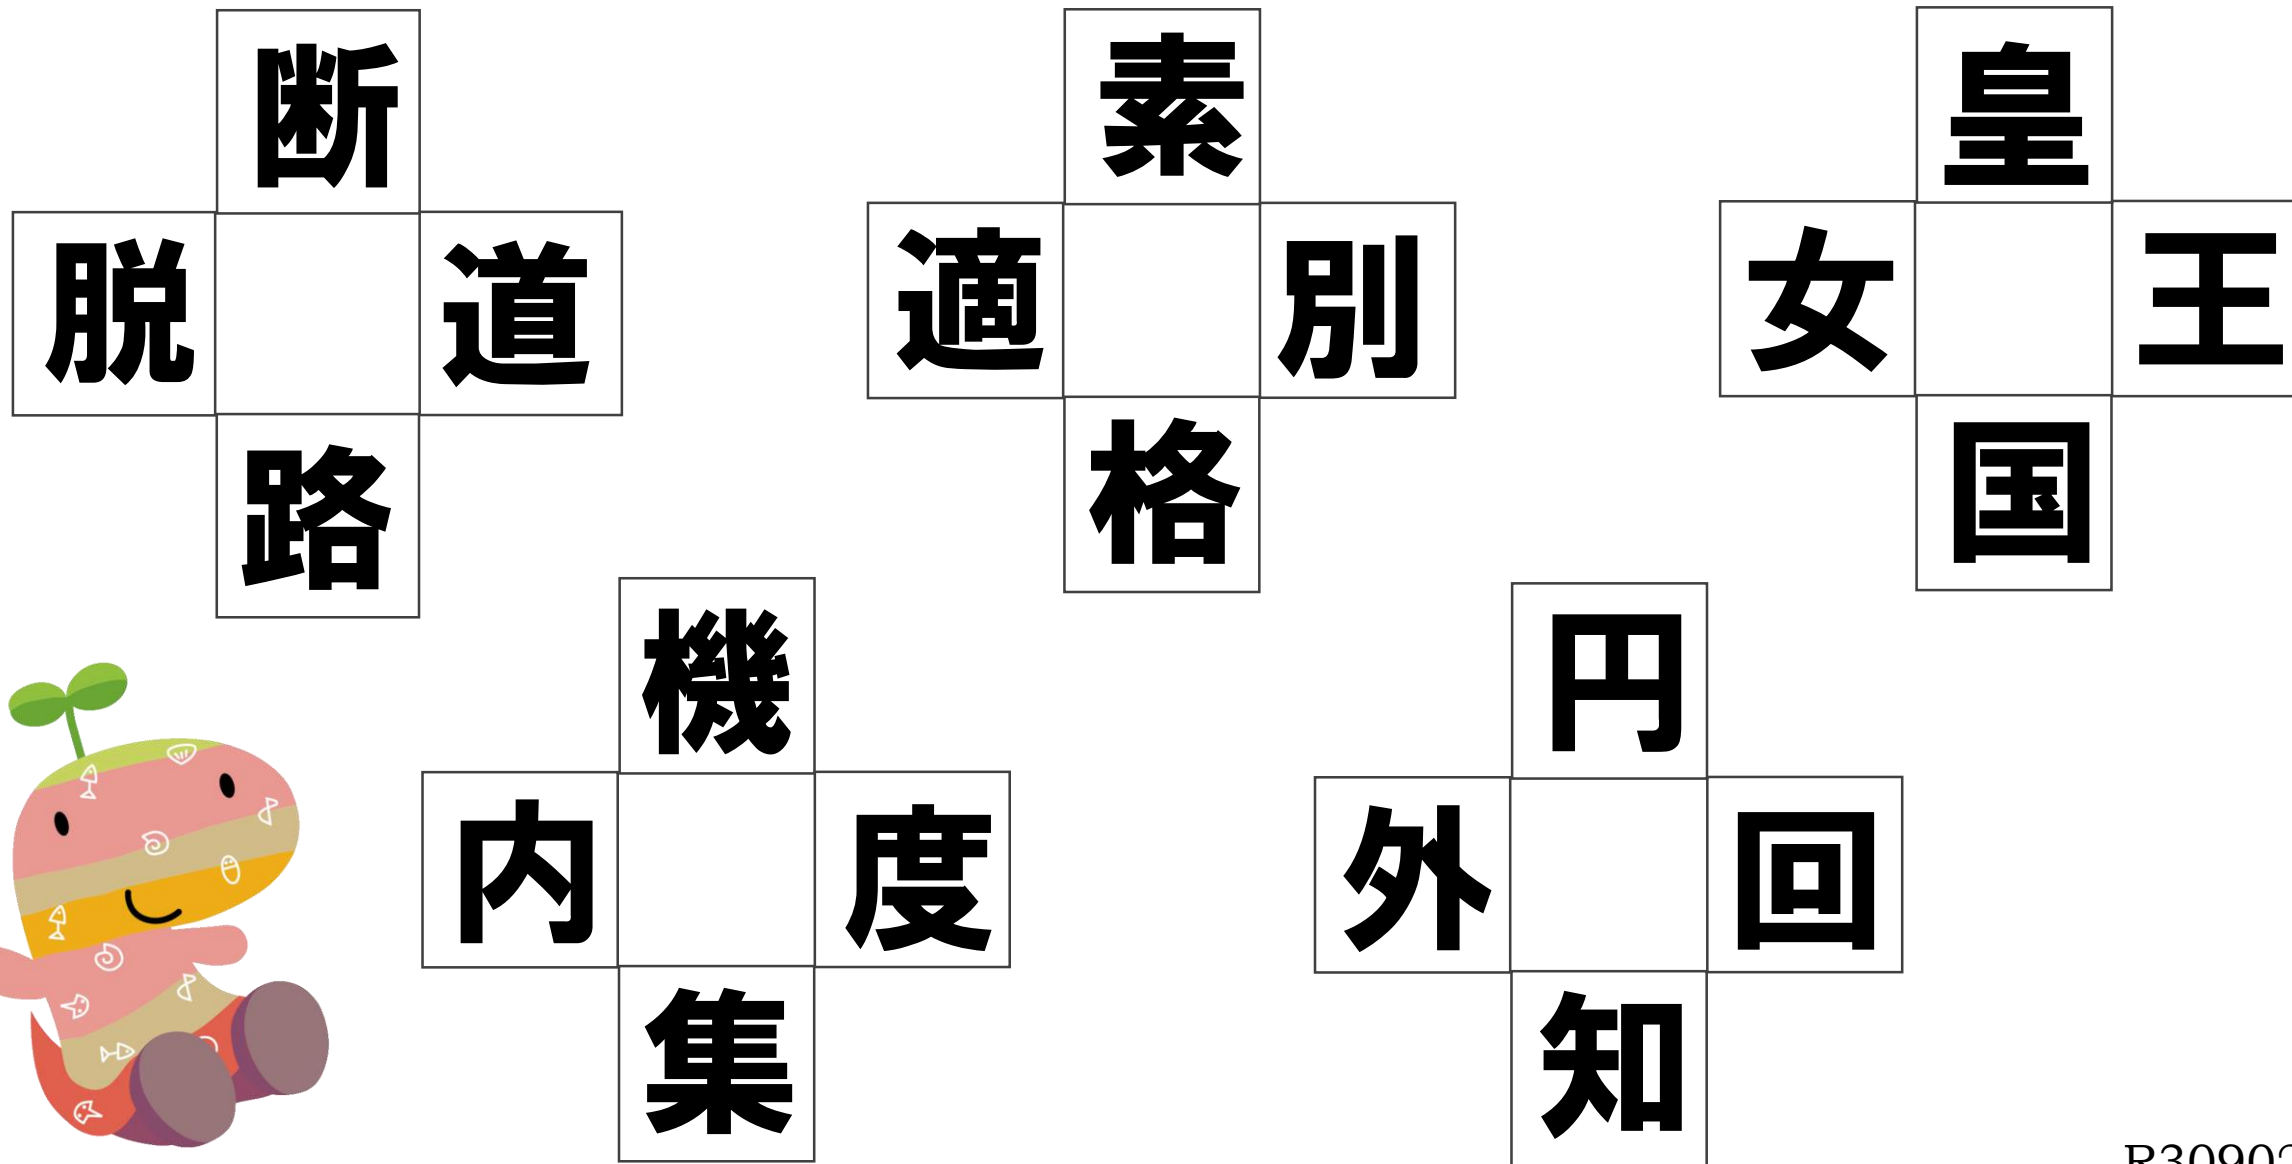 断
脱 道
路
素
適 別
格
皇
女 王
国
機
内 度
集
円
外 回
知
R30902